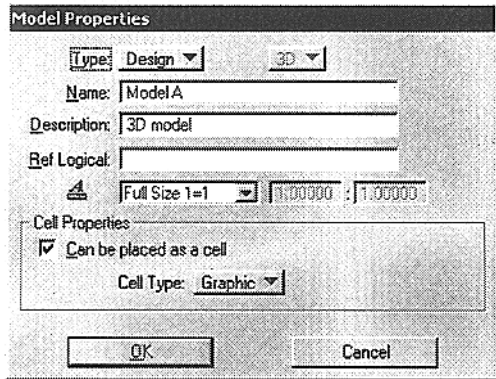 Model Properties
Type: Design 3D
Name: Model A
Description: 3D model
Ref Logical:
Full Size 1=1 1.00000 : 1.00000
Cell Properties
Can be placed as a cell
Cell Type: Graphic
OK Cancel